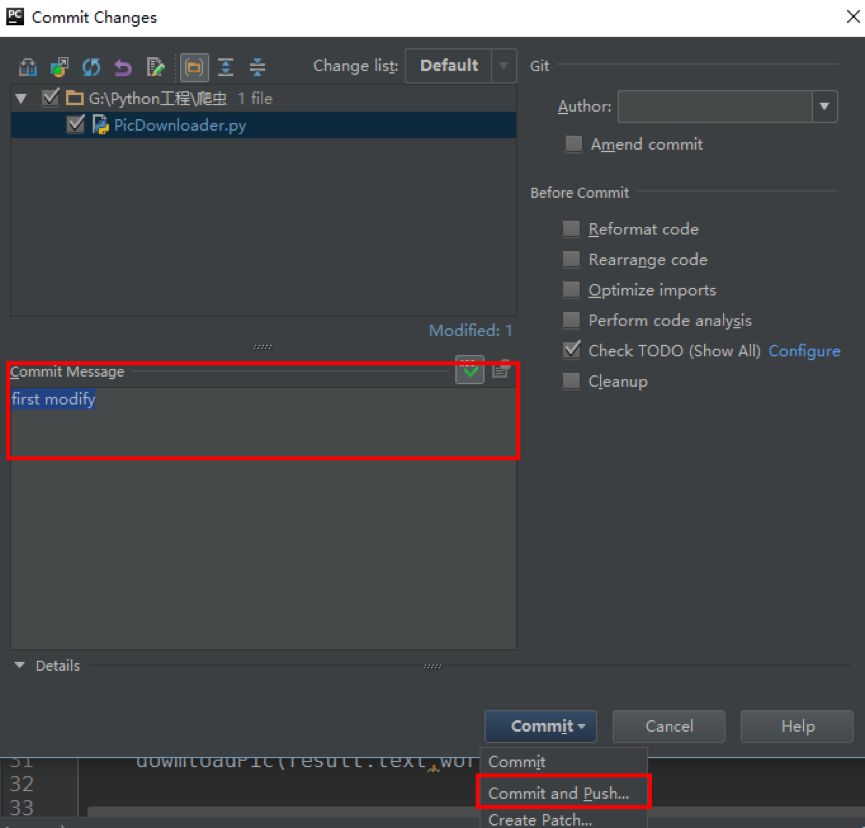 PC Commit Changes
Change list: Default
G:\Python工程\爬虫 1 file
PicDownloader.py
Modified: 1
Commit Message
first modify
Details
Git
Author:
Amend commit
Before Commit
Reformat code
Rearrange code
Optimize imports
Perform code analysis
Check TODO (Show All) Configure
Cleanup
Commit
Cancel
Help
Commit
Commit and Push...
Create Patch...
31 dowmloadPic(result.text,wor
32
33